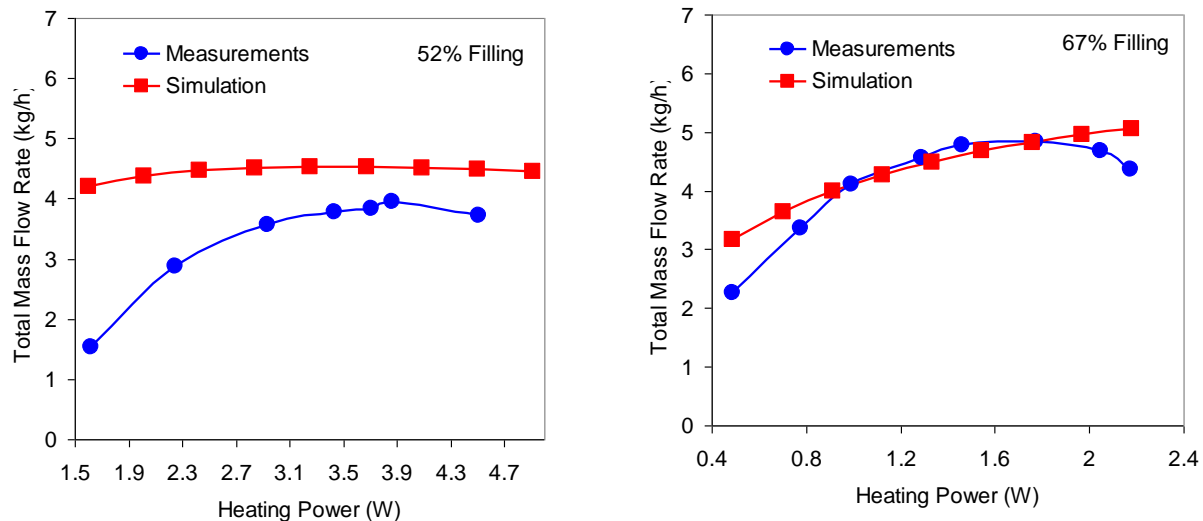 7
6
5
4
3
2
1
0
Total Mass Flow Rate (kg/h)
Measurements
Simulation
52% Filling
1.5 1.9 2.3 2.7 3.1 3.5 3.9 4.3 4.7
Heating Power (W)
7
6
5
4
3
2
1
0
Total Mass Flow Rate (kg/h)
Measurements
Simulation
67% Filling
0.4 0.8 1.2 1.6 2 2.4
Heating Power (W)